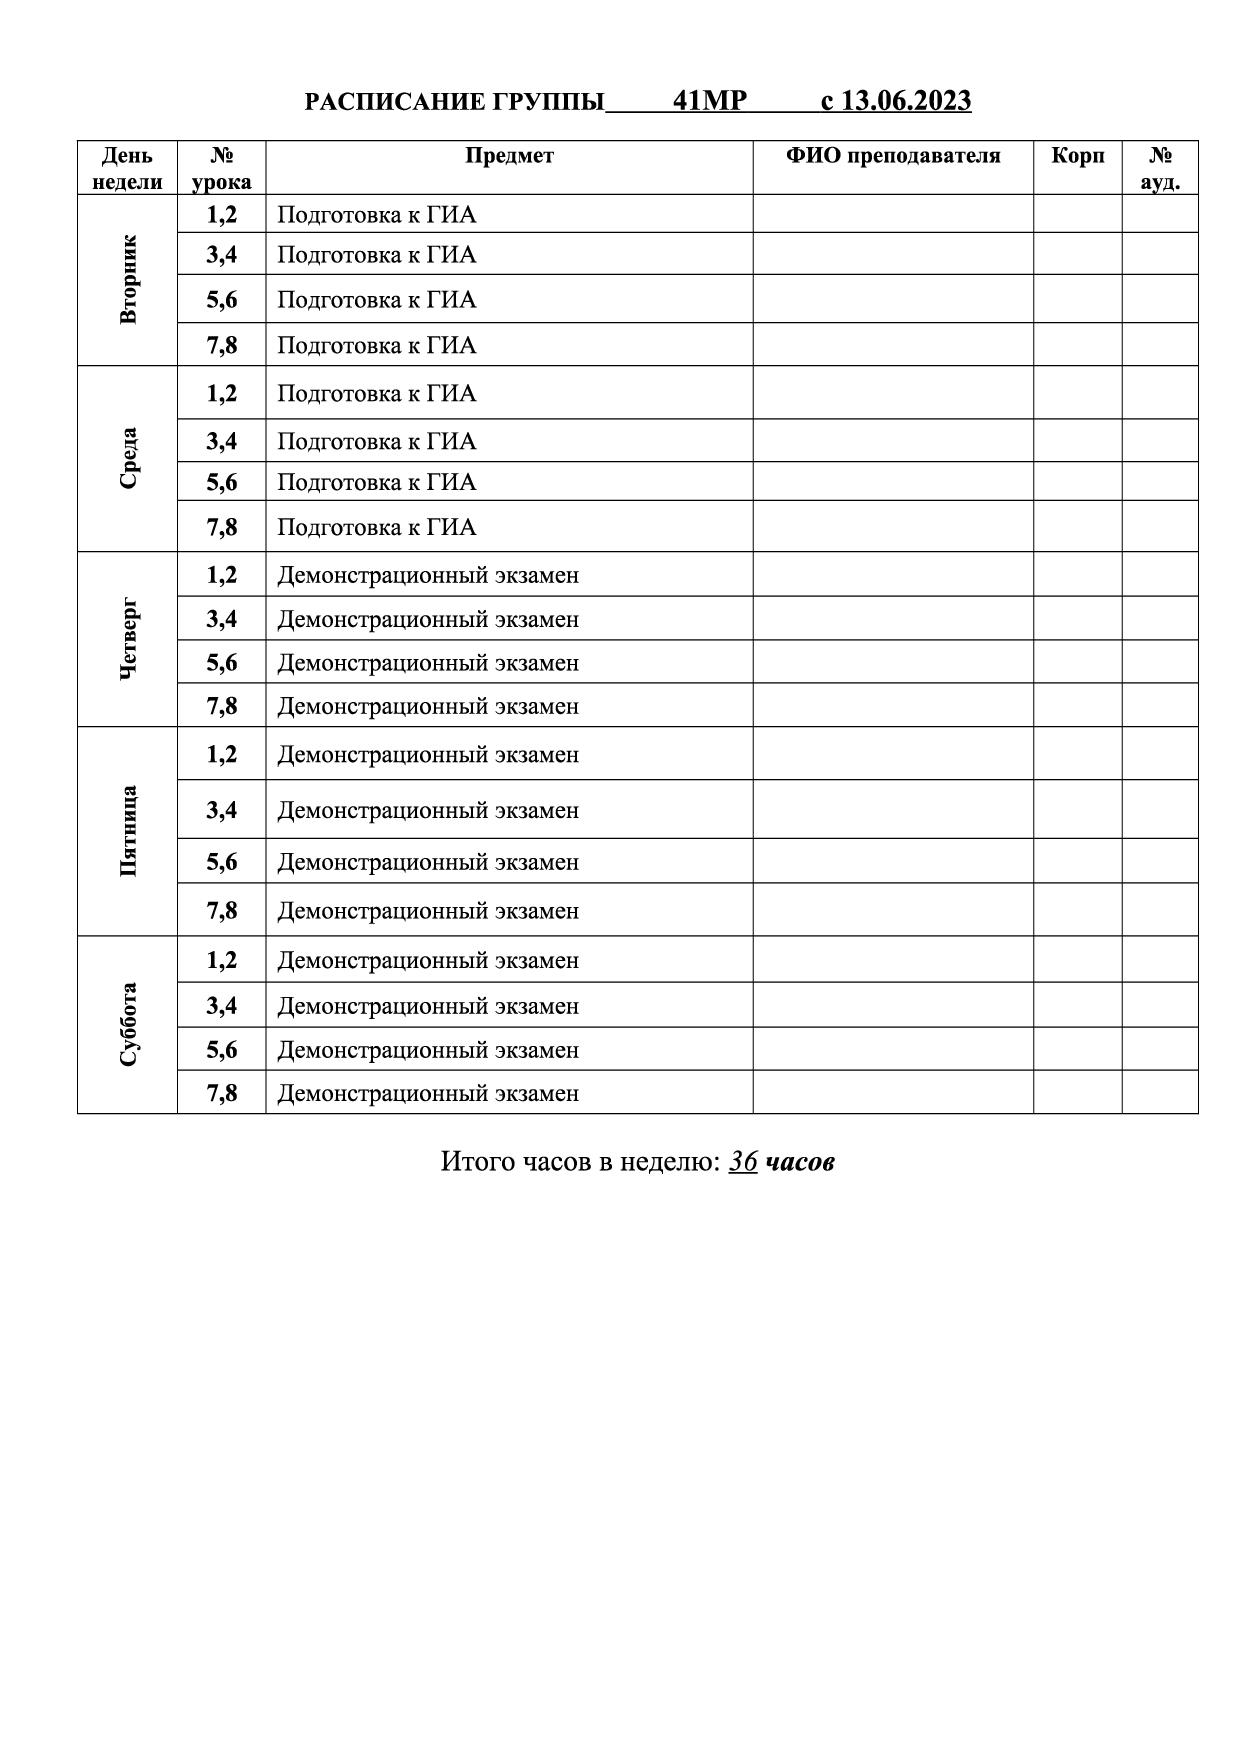 РАСПИСАНИЕ ГРУППЫ 41МР с 13.06.2023
День недели № урока Предмет ФИО преподавателя Корп № ауд.
Вторник
1,2 Подготовка к ГИА
3,4 Подготовка к ГИА
5,6 Подготовка к ГИА
7,8 Подготовка к ГИА
Среда
1,2 Подготовка к ГИА
3,4 Подготовка к ГИА
5,6 Подготовка к ГИА
7,8 Подготовка к ГИА
Четверг
1,2 Демонстрационный экзамен
3,4 Демонстрационный экзамен
5,6 Демонстрационный экзамен
7,8 Демонстрационный экзамен
Пятница
1,2 Демонстрационный экзамен
3,4 Демонстрационный экзамен
5,6 Демонстрационный экзамен
7,8 Демонстрационный экзамен
Суббота
1,2 Демонстрационный экзамен
3,4 Демонстрационный экзамен
5,6 Демонстрационный экзамен
7,8 Демонстрационный экзамен
Итого часов в неделю: 36 часов